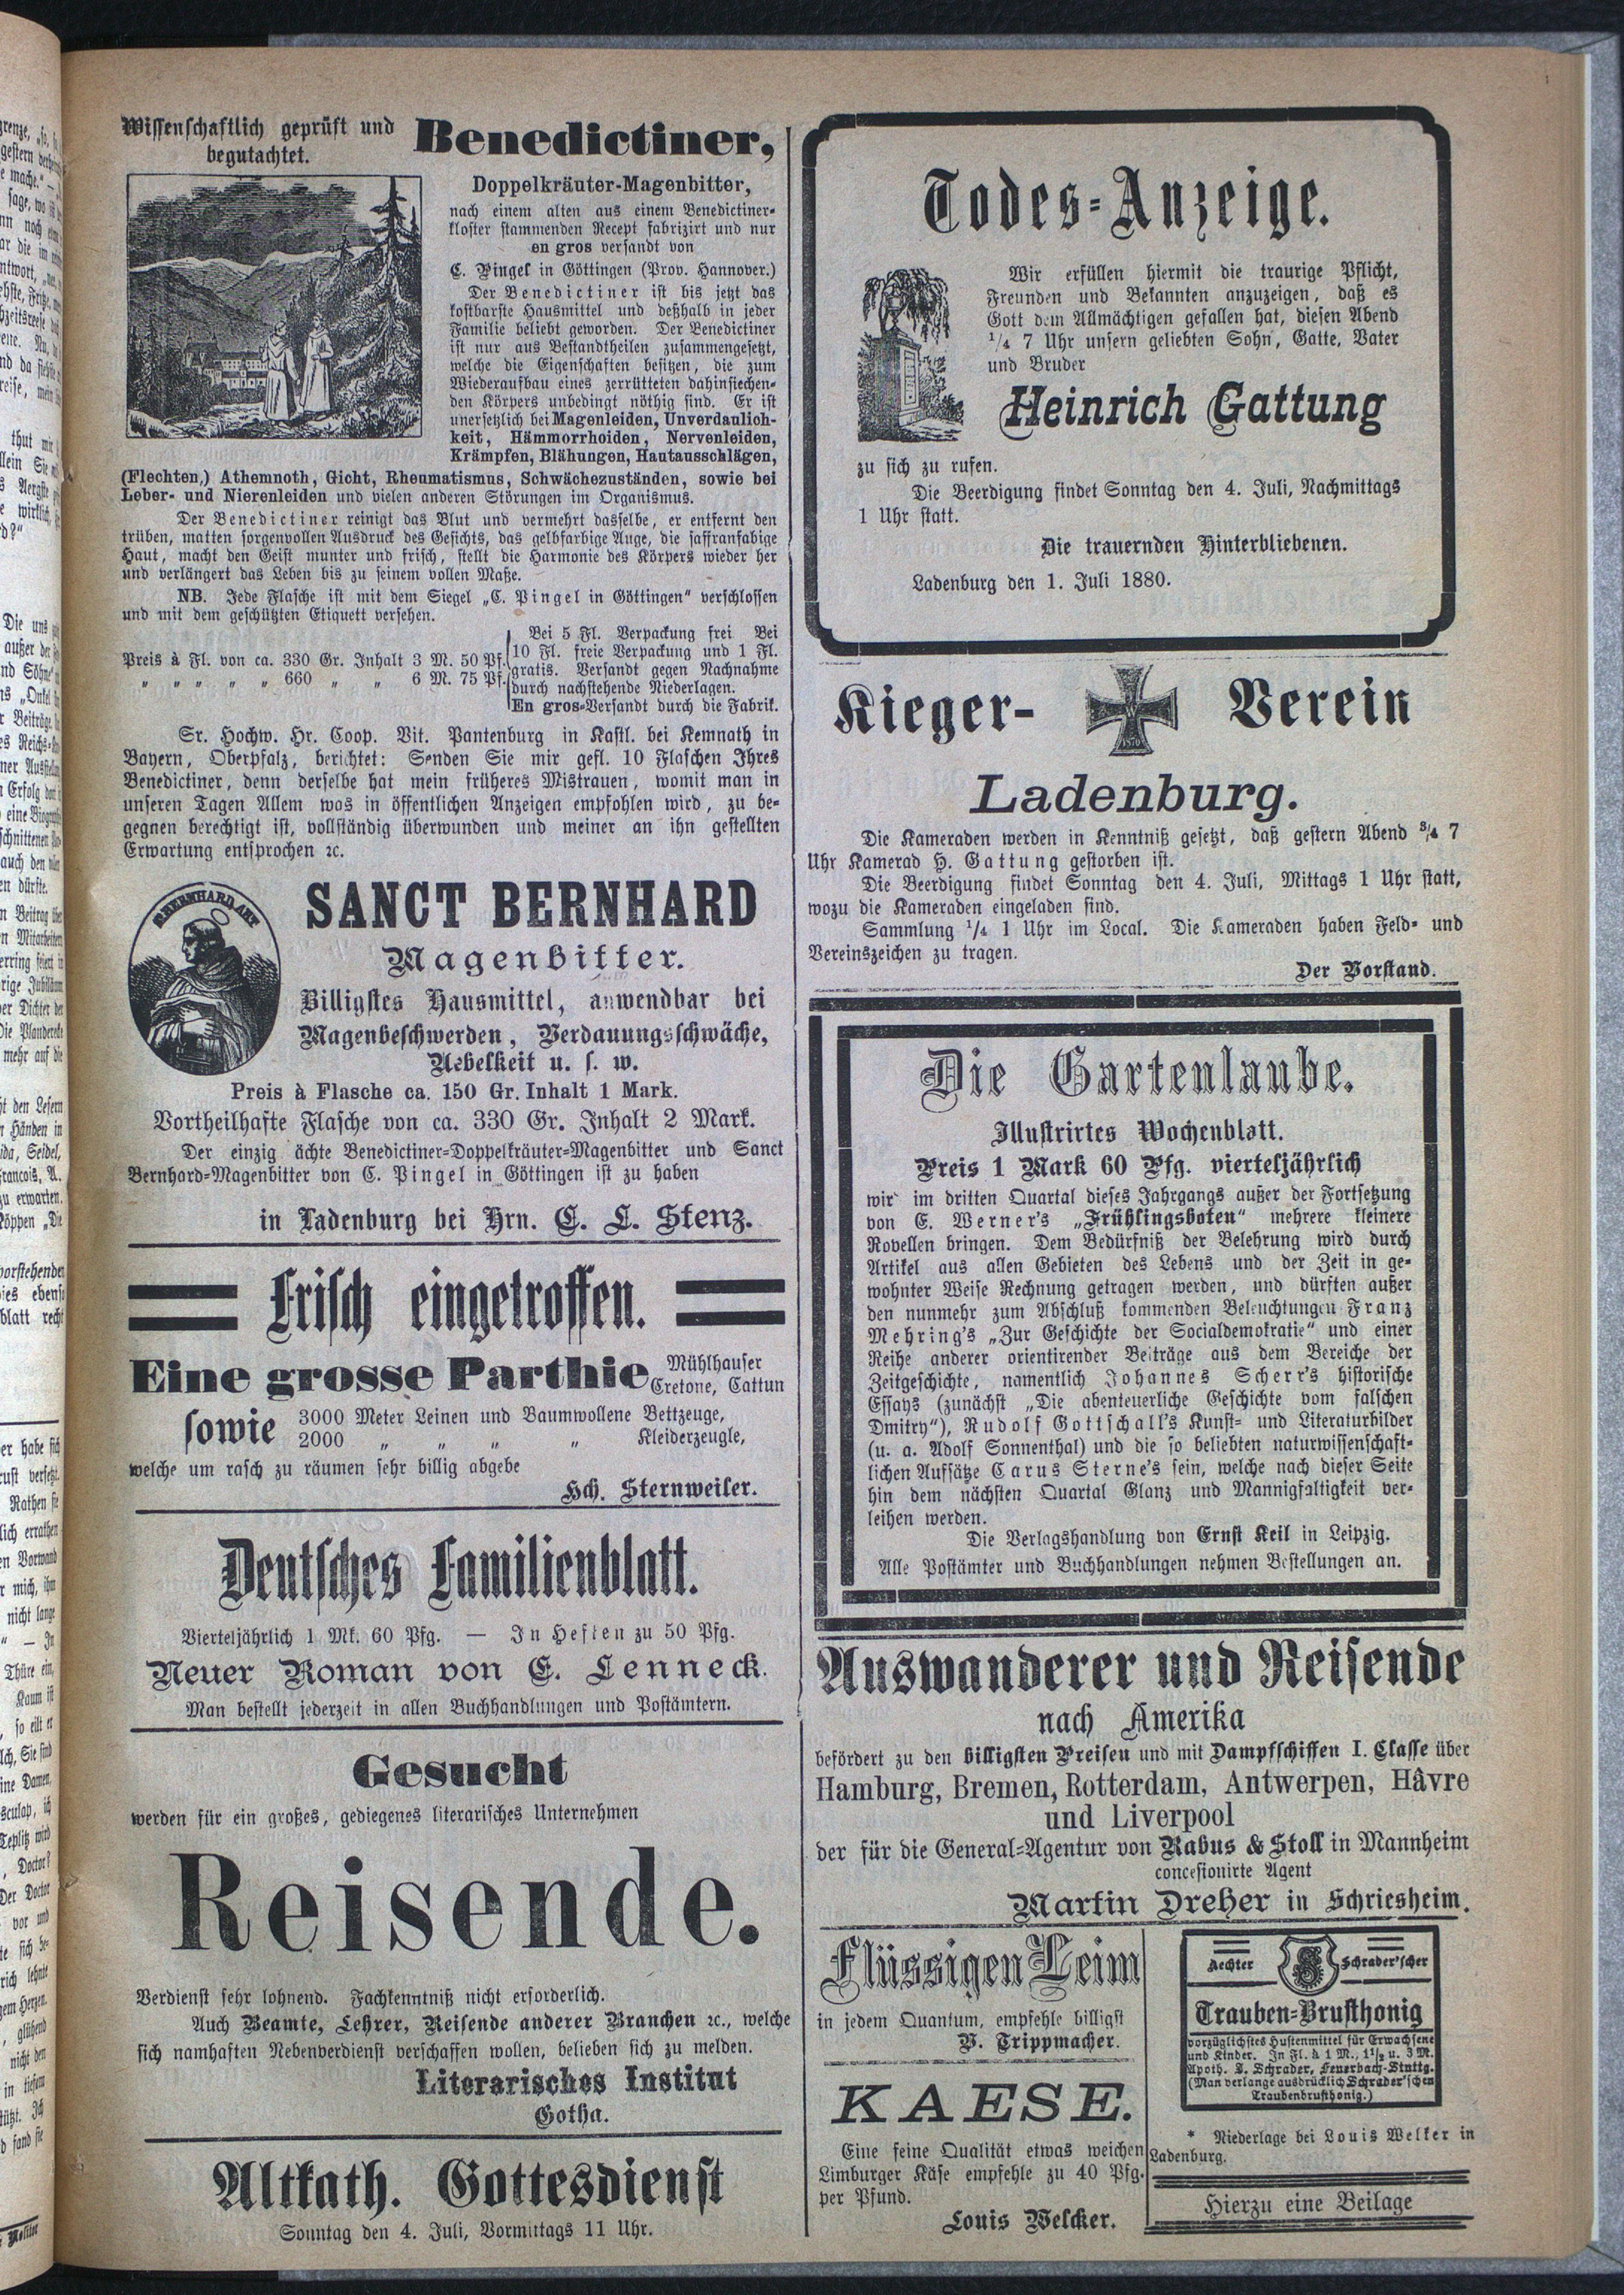 Wissenschaftlich geprüft und
begutachtet.
Benedictiner,
Doppelkräuter-Magenbitter,
nach einem alten aus einem Benedictiner-
kloster stammenden Recept fabrizirt und nur
en gros versandt von
C. Pingel in Göttingen (Prov. Hannover.)
Der Benedictiner ist bis jetzt das
kostbarste Hausmittel und deßhalb in jeder
Familie beliebt geworden. Der Benedictiner
ist nur aus Bestandtheilen zusammengesetzt,
welche die Eigenschaften besitzen, die zum
Wiederaufbau eines zerrütteten dahinsiechen-
den Körpers unbedingt nöthig sind. Er ist
unersetzlich bei Magenleiden, Unverdaulich-
keit, Hämmorrhoiden, Nervenleiden,
Krämpfen, Blähungen, Hautausschlägen,
(Flechten,) Athemnoth, Gicht, Rheumatismus, Schwächezuständen, sowie bei
Leber- und Nierenleiden und vielen anderen Störungen im Organismus.
Der Benedictiner reinigt das Blut und vermehrt dasselbe, er entfernt den
trüben, matten sorgenvollen Ausdruck des Gesichts, das gelbfarbige Auge, die saffranfabige
Haut, macht den Geist munter und frisch, stellt die Harmonie des Körpers wieder her
und verlängert das Leben bis zu seinem vollen Maße.
NB. Jede Flasche ist mit dem Siegel „C. Pingel in Göttingen“ verschlossen
und mit dem geschützten Etiquett versehen.
Preis à Fl. von ca. 330 Gr. Inhalt 3 M. 50 Pf.
„ „ „ „ „ 660 „ „ 6 M. 75 Pf.
Bei 5 Fl. Verpackung frei Bei
10 Fl. freie Verpackung und 1 Fl.
gratis. Versandt gegen Nachnahme
durch nachstehende Niederlagen.
En gros-Versandt durch die Fabrik.
Sr. Hochw. Hr. Coop. Vit. Pantenburg in Kastl. bei Kemnath in
Bayern, Oberpfalz, berichtet: Senden Sie mir gefl. 10 Flaschen Ihres
Benedictiner, denn derselbe hat mein früheres Mistrauen, womit man in
unseren Tagen Allem was in öffentlichen Anzeigen empfohlen wird, zu be-
gegnen berechtigt ist, vollständig überwunden und meiner an ihn gestellten
Erwartung entsprochen ꝛc.
S. BERNHARD ABT
SANCT BERNHARD
Magenbitter.
Billigstes Hausmittel, anwendbar bei
Magenbeschwerden, Verdauungsschwäche,
Uebelkeit u. s. w.
Preis à Flasche ca. 150 Gr. Inhalt 1 Mark.
Vortheilhafte Flasche von ca. 330 Gr. Inhalt 2 Mark.
Der einzig ächte Benedictiner-Doppelkräuter-Magenbitter und Sanct
Bernhard-Magenbitter von C. Pingel in Göttingen ist zu haben
in Ladenburg bei Hrn. C. L. Stenz.
Frisch eingetroffen.
Eine grosse Parthie Mühlhauser
Cretone, Cattun
sowie 3000 Meter Leinen und Baumwollene Bettzeuge,
2000 „ „ „ „ Kleiderzeugle,
welche um rasch zu räumen sehr billig abgebe
Hch. Sternweiler.
Deutsches Familienblatt.
Vierteljährlich 1 Mk. 60 Pfg. — In Heften zu 50 Pfg.
Neuer Roman von E. Lenneck.
Man bestellt jederzeit in allen Buchhandlungen und Postämtern.
Gesucht
werden für ein großes, gediegenes literarisches Unternehmen
Reisende.
Verdienst sehr lohnend. Fachkenntniß nicht erforderlich.
Auch Beamte, Lehrer, Reisende anderer Branchen ꝛc., welche
sich namhaften Nebenverdienst verschaffen wollen, belieben sich zu melden.
Literarisches Institut
Gotha.
Altkath. Gottesdienst
Sonntag den 4. Juli, Vormittags 11 Uhr.
Todes-Anzeige.
Wir erfüllen hiermit die traurige Pflicht,
Freunden und Bekannten anzuzeigen, daß es
Gott dem Allmächtigen gefallen hat, diesen Abend
1/4 7 Uhr unsern geliebten Sohn, Gatte, Vater
und Bruder
Heinrich Gattung
zu sich zu rufen.
Die Beerdigung findet Sonntag den 4. Juli, Nachmittags
1 Uhr statt.
Die trauernden Hinterbliebenen.
Ladenburg den 1. Juli 1880.
Kieger- Verein
W
1870
Ladenburg.
Die Kameraden werden in Kenntniß gesetzt, daß gestern Abend 3/4 7
Uhr Kamerad H. Gattung gestorben ist.
Die Beerdigung findet Sonntag den 4. Juli, Mittags 1 Uhr statt,
wozu die Kameraden eingeladen sind.
Sammlung 1/4 1 Uhr im Local. Die Kameraden haben Feld- und
Vereinszeichen zu tragen.
Der Vorstand.
Die Gartenlaube.
Illustrirtes Wochenblatt.
Preis 1 Mark 60 Pfg. vierteljährlich
wir im dritten Quartal dieses Jahrgangs außer der Fortsetzung
von E. Werner's „Frühlingsboten“ mehrere kleinere
Novellen bringen. Dem Bedürfniß der Belehrung wird durch
Artikel aus allen Gebieten des Lebens und der Zeit in ge-
wohnter Weise Rechnung getragen werden, und dürften außer
den nunmehr zum Abschluß kommenden Beleuchtungen Franz
Mehring's „Zur Geschichte der Socialdemokratie“ und einer
Reihe anderer orientirender Beiträge aus dem Bereiche der
Zeitgeschichte, namentlich Johannes Scherr's historische
Essays (zunächst „Die abenteuerliche Geschichte vom falschen
Dmitry“), Rudolf Gottschall's Kunst- und Literaturbilder
(u. a. Adolf Sonnenthal) und die so beliebten naturwissenschaft-
lichen Aufsätze Carus Sterne's sein, welche nach dieser Seite
hin dem nächsten Quartal Glanz und Mannigfaltigkeit ver-
leihen werden.
Die Verlagshandlung von Ernst Keil in Leipzig.
Alle Postämter und Buchhandlungen nehmen Bestellungen an.
Auswanderer und Reisende
nach Amerika
befördert zu den billigsten Preisen und mit Dampfschiffen I. Classe über
Hamburg, Bremen, Rotterdam, Antwerpen, Hâvre
und Liverpool
der für die General-Agentur von Rabus & Stoll in Mannheim
concesionirte Agent
Martin Dreher in Schriesheim.
Flüssigen Leim
in jedem Quantum, empfehle billigst
P. Trippmacher.
KAESE.
Eine feine Qualität etwas weichen
Limburger Käse empfehle zu 40 Pfg.
per Pfund.
Louis Welcker.
Aechter Schrader'scher
Trauben-Brusthonig
vorzüglichstes Hustenmittel für Erwachsene
und Kinder. In Fl. à 1 M., 1 1/2 u. 3 M.
Apoth. J. Schrader, Feuerbach-Stuttg.
(Man verlange ausdrücklich Schrader'schen
Traubenbrusthonig.)
* Niederlage bei Louis Welker in
Ladenburg.
Hierzu eine Beilage